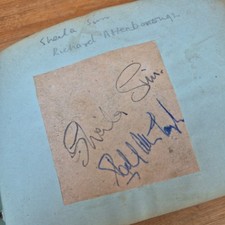 Sheila Sim
Richard Attenborough
Sheila Sim.